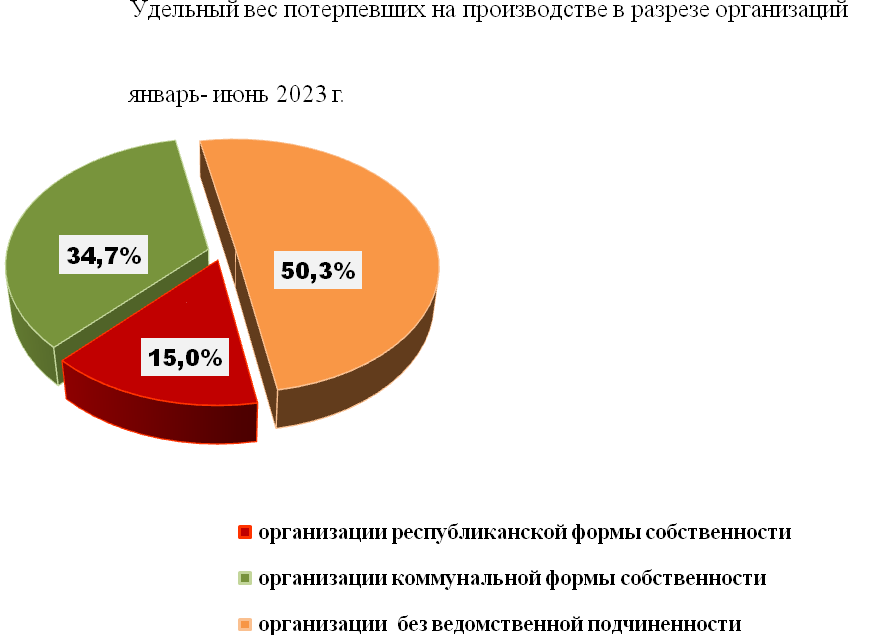 Удельный вес потерпевших на производстве в разрезе организаций
январь- июнь 2023 г.
34,7%
50,3%
15,0%
организации республиканской формы собственности
организации коммунальной формы собственности
организации  без ведомственной подчиненности